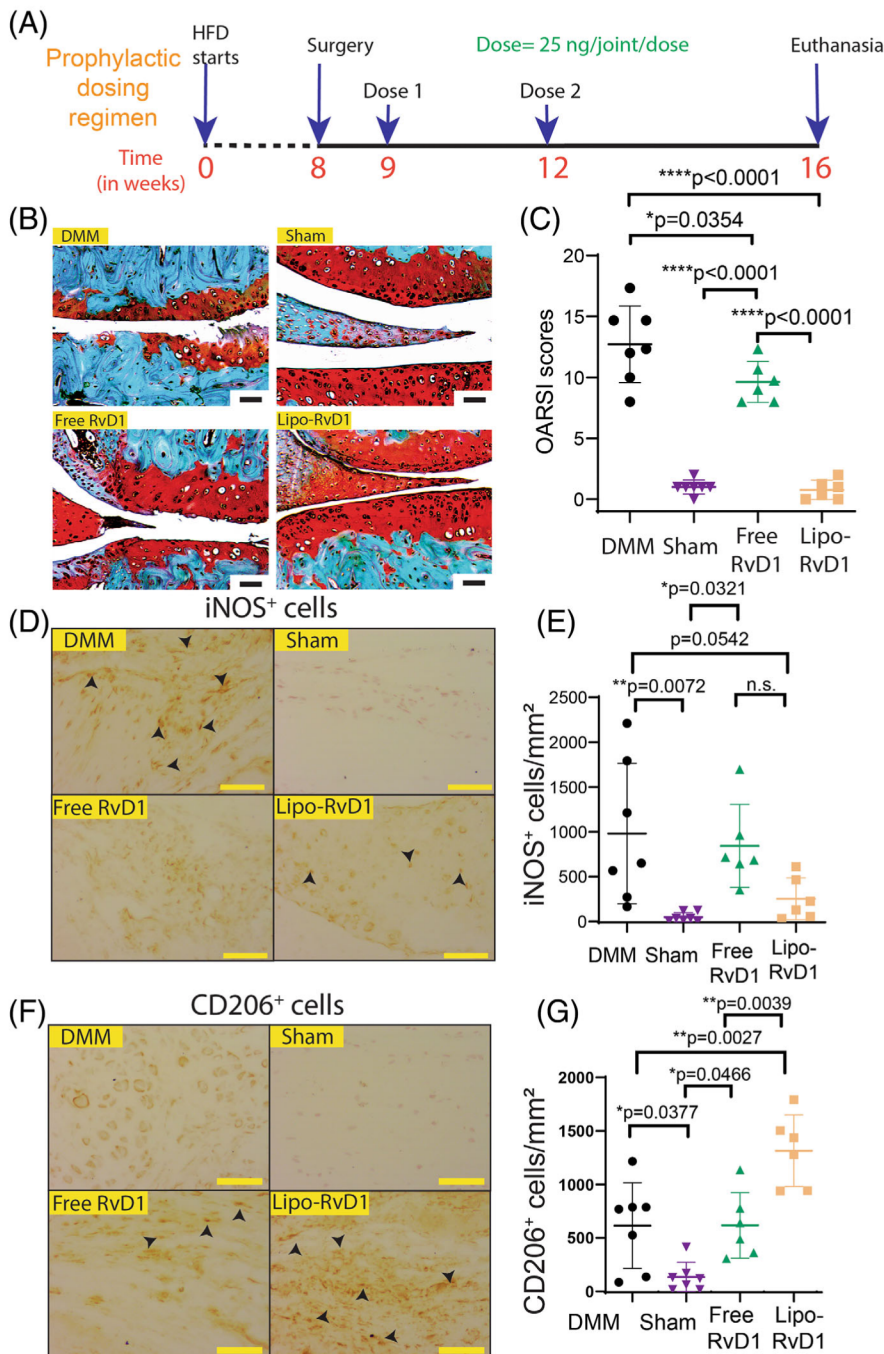 (A)
Prophylactic
dosing
regimen
HFD
starts
Surgery
Dose= 25 ng/joint/dose
Euthanasia
Dose 1
Dose 2
Time
(in weeks)
0
8
9
12
16
(B)
DMM
Sham
Free RvD1
Lipo-RvD1
(C)
****p<0.0001
*p=0.0354
****p<0.0001
****p<0.0001
OARSI scores
20
15
10
5
0
DMM
Sham
Free
RvD1
Lipo-
RvD1
(D)
iNOS⁺ cells
DMM
Sham
Free RvD1
Lipo-RvD1
(E)
*p=0.0321
p=0.0542
**p=0.0072
n.s.
iNOS⁺ cells/mm²
2500
2000
1500
1000
500
0
DMM
Sham
Free
RvD1
Lipo-
RvD1
(F)
CD206⁺ cells
DMM
Sham
Free RvD1
Lipo-RvD1
(G)
**p=0.0039
**p=0.0027
*p=0.0466
*p=0.0377
CD206⁺ cells/mm²
2000
1500
1000
500
0
DMM
Sham
Free
RvD1
Lipo-
RvD1